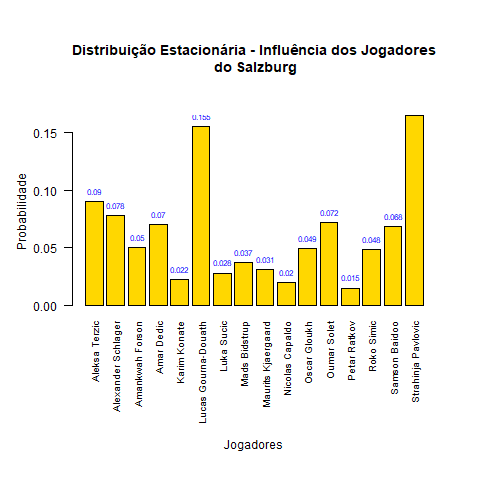 Distribuição Estacionária - Influência dos Jogadores
do Salzburg
Probabilidade
0.15
0.10
0.05
0.00
0.09
0.078
0.05
0.07
0.022
0.155
0.028
0.037
0.031
0.02
0.049
0.072
0.015
0.048
0.068
Aleksa Terzic
Alexander Schlager
Amankwah Forson
Amar Dedic
Karim Konate
Lucas Gourna-Douath
Luka Sucic
Mads Bidstrup
Maurits Kjaergaard
Nicolas Capaldo
Oscar Gloukh
Oumar Solet
Petar Ratkov
Roko Simic
Samson Baidoo
Strahinja Pavlovic
Jogadores